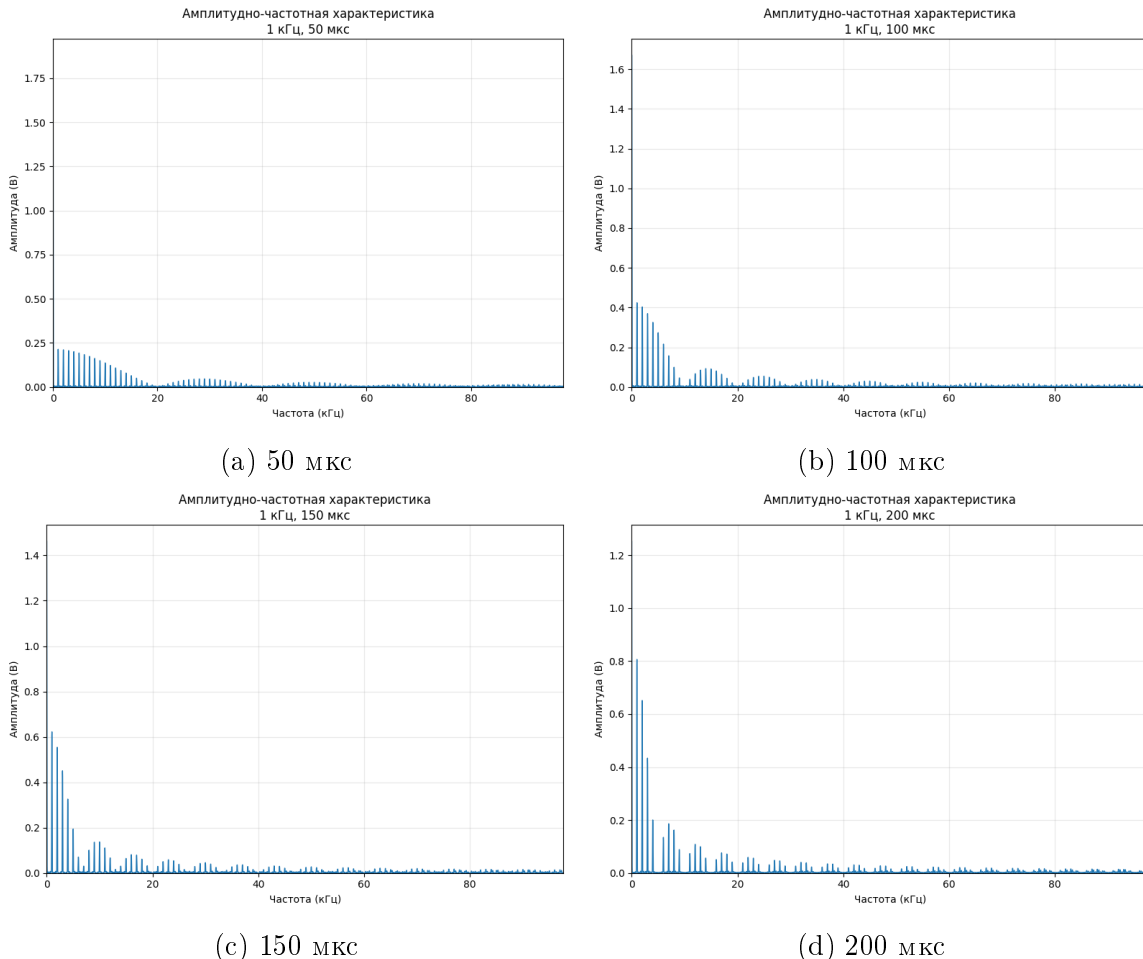 Амплитудно-частотная характеристика
1 кГц, 50 мкс
1.75
1.50
1.25
1.00
0.75
0.50
0.25
0.00
Амплитуда (В)
0 20 40 60 80
Частота (кГц)
(a) 50 мкс
Амплитудно-частотная характеристика
1 кГц, 100 мкс
1.6
1.4
1.2
1.0
0.8
0.6
0.4
0.2
0.0
Амплитуда (В)
0 20 40 60 80
Частота (кГц)
(b) 100 мкс
Амплитудно-частотная характеристика
1 кГц, 150 мкс
1.4
1.2
1.0
0.8
0.6
0.4
0.2
0.0
Амплитуда (В)
0 20 40 60 80
Частота (кГц)
(c) 150 мкс
Амплитудно-частотная характеристика
1 кГц, 200 мкс
1.2
1.0
0.8
0.6
0.4
0.2
0.0
Амплитуда (В)
0 20 40 60 80
Частота (кГц)
(d) 200 мкс